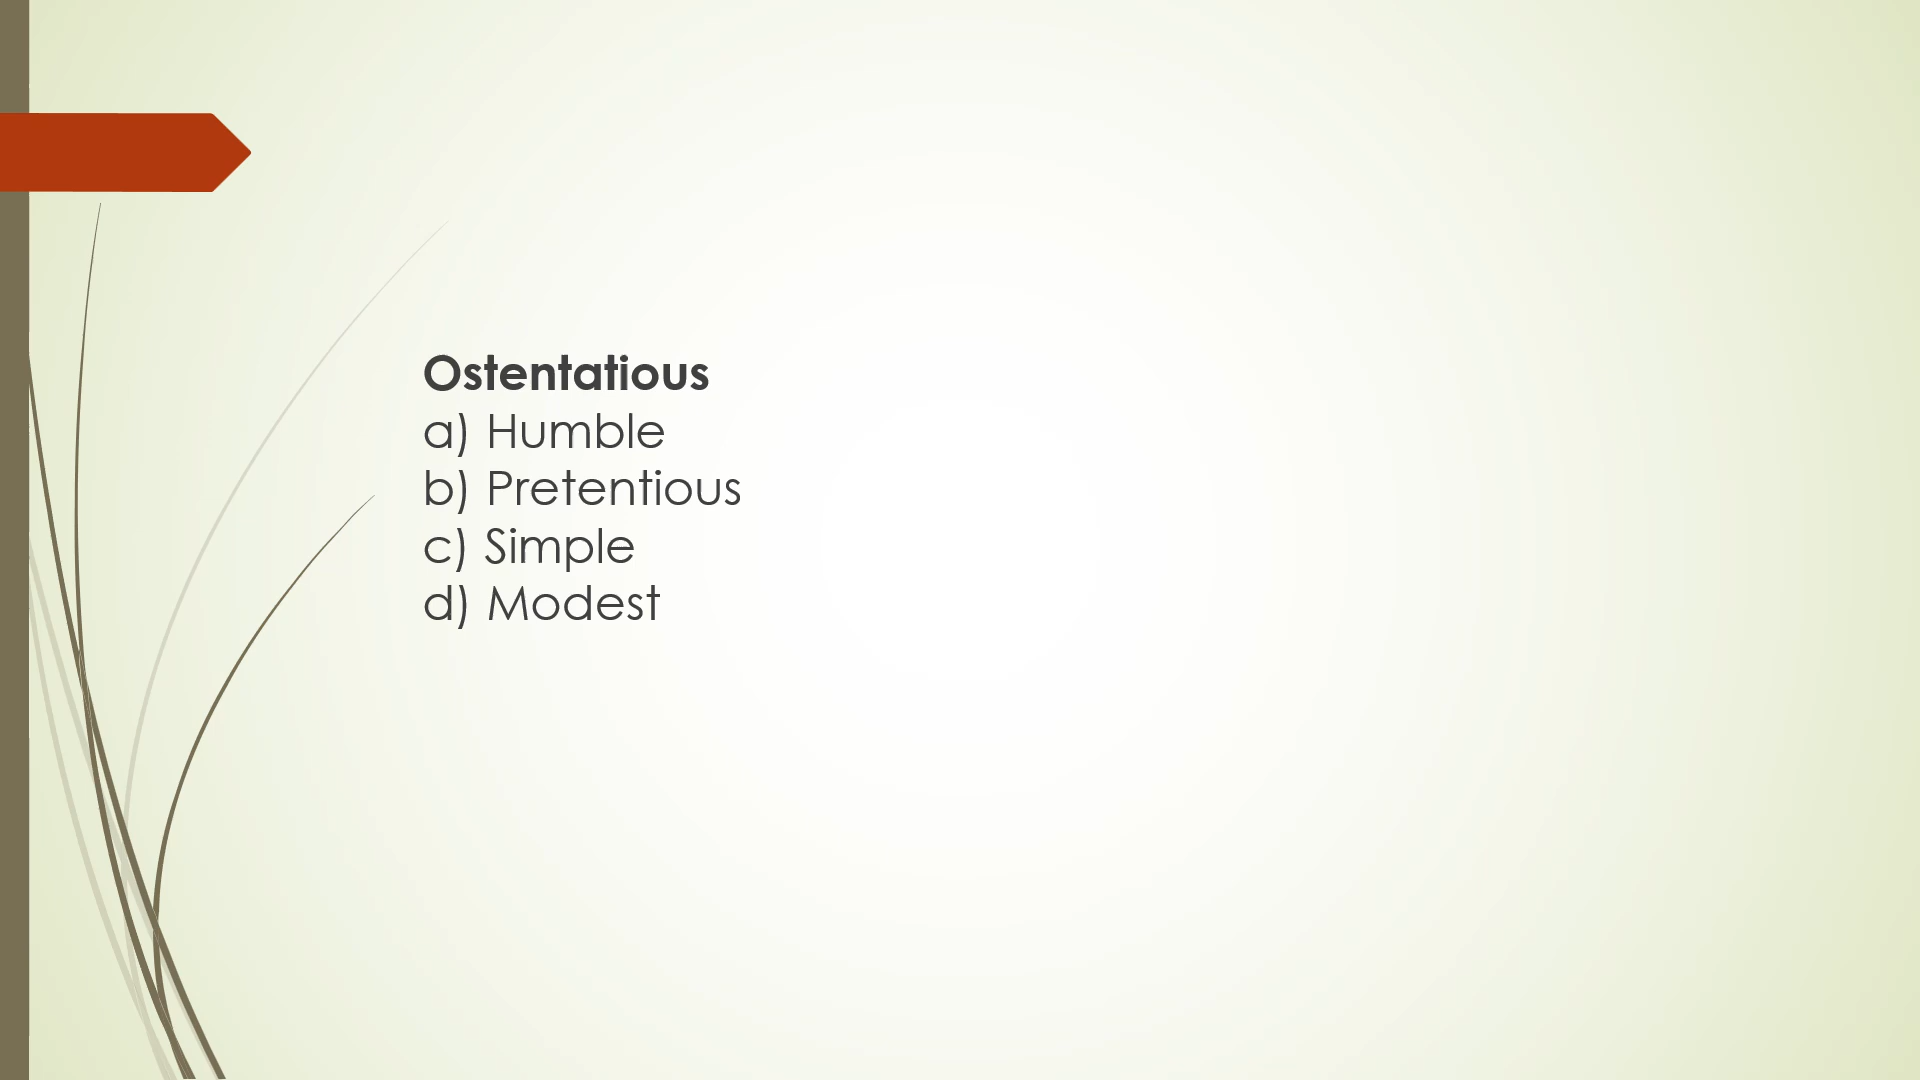 Ostentatious
a) Humble
b) Pretentious
c) Simple
d) Modest